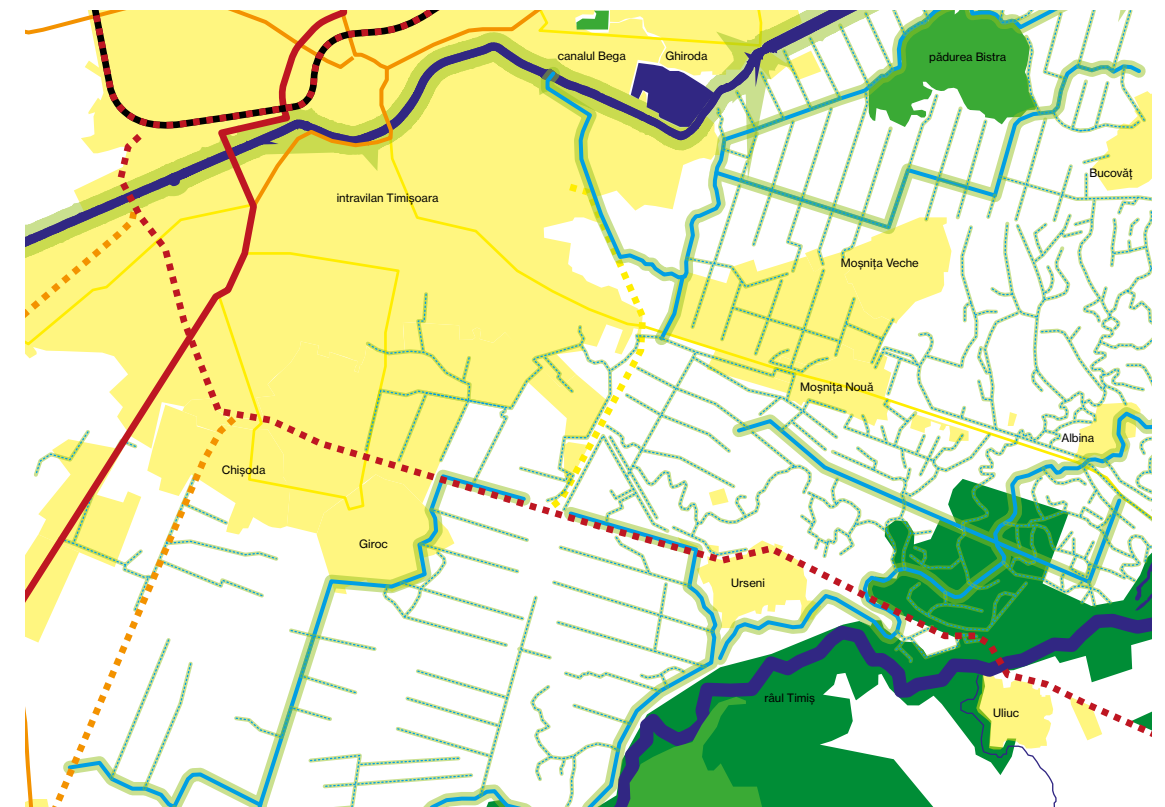 canalul Bega
Ghiroda
pădurea Bistra
Bucovăț
intravilan Timișoara
Moșnița Veche
Moșnița Nouă
Albina
Chișoda
Giroc
Urseni
râul Timiș
Uliuc